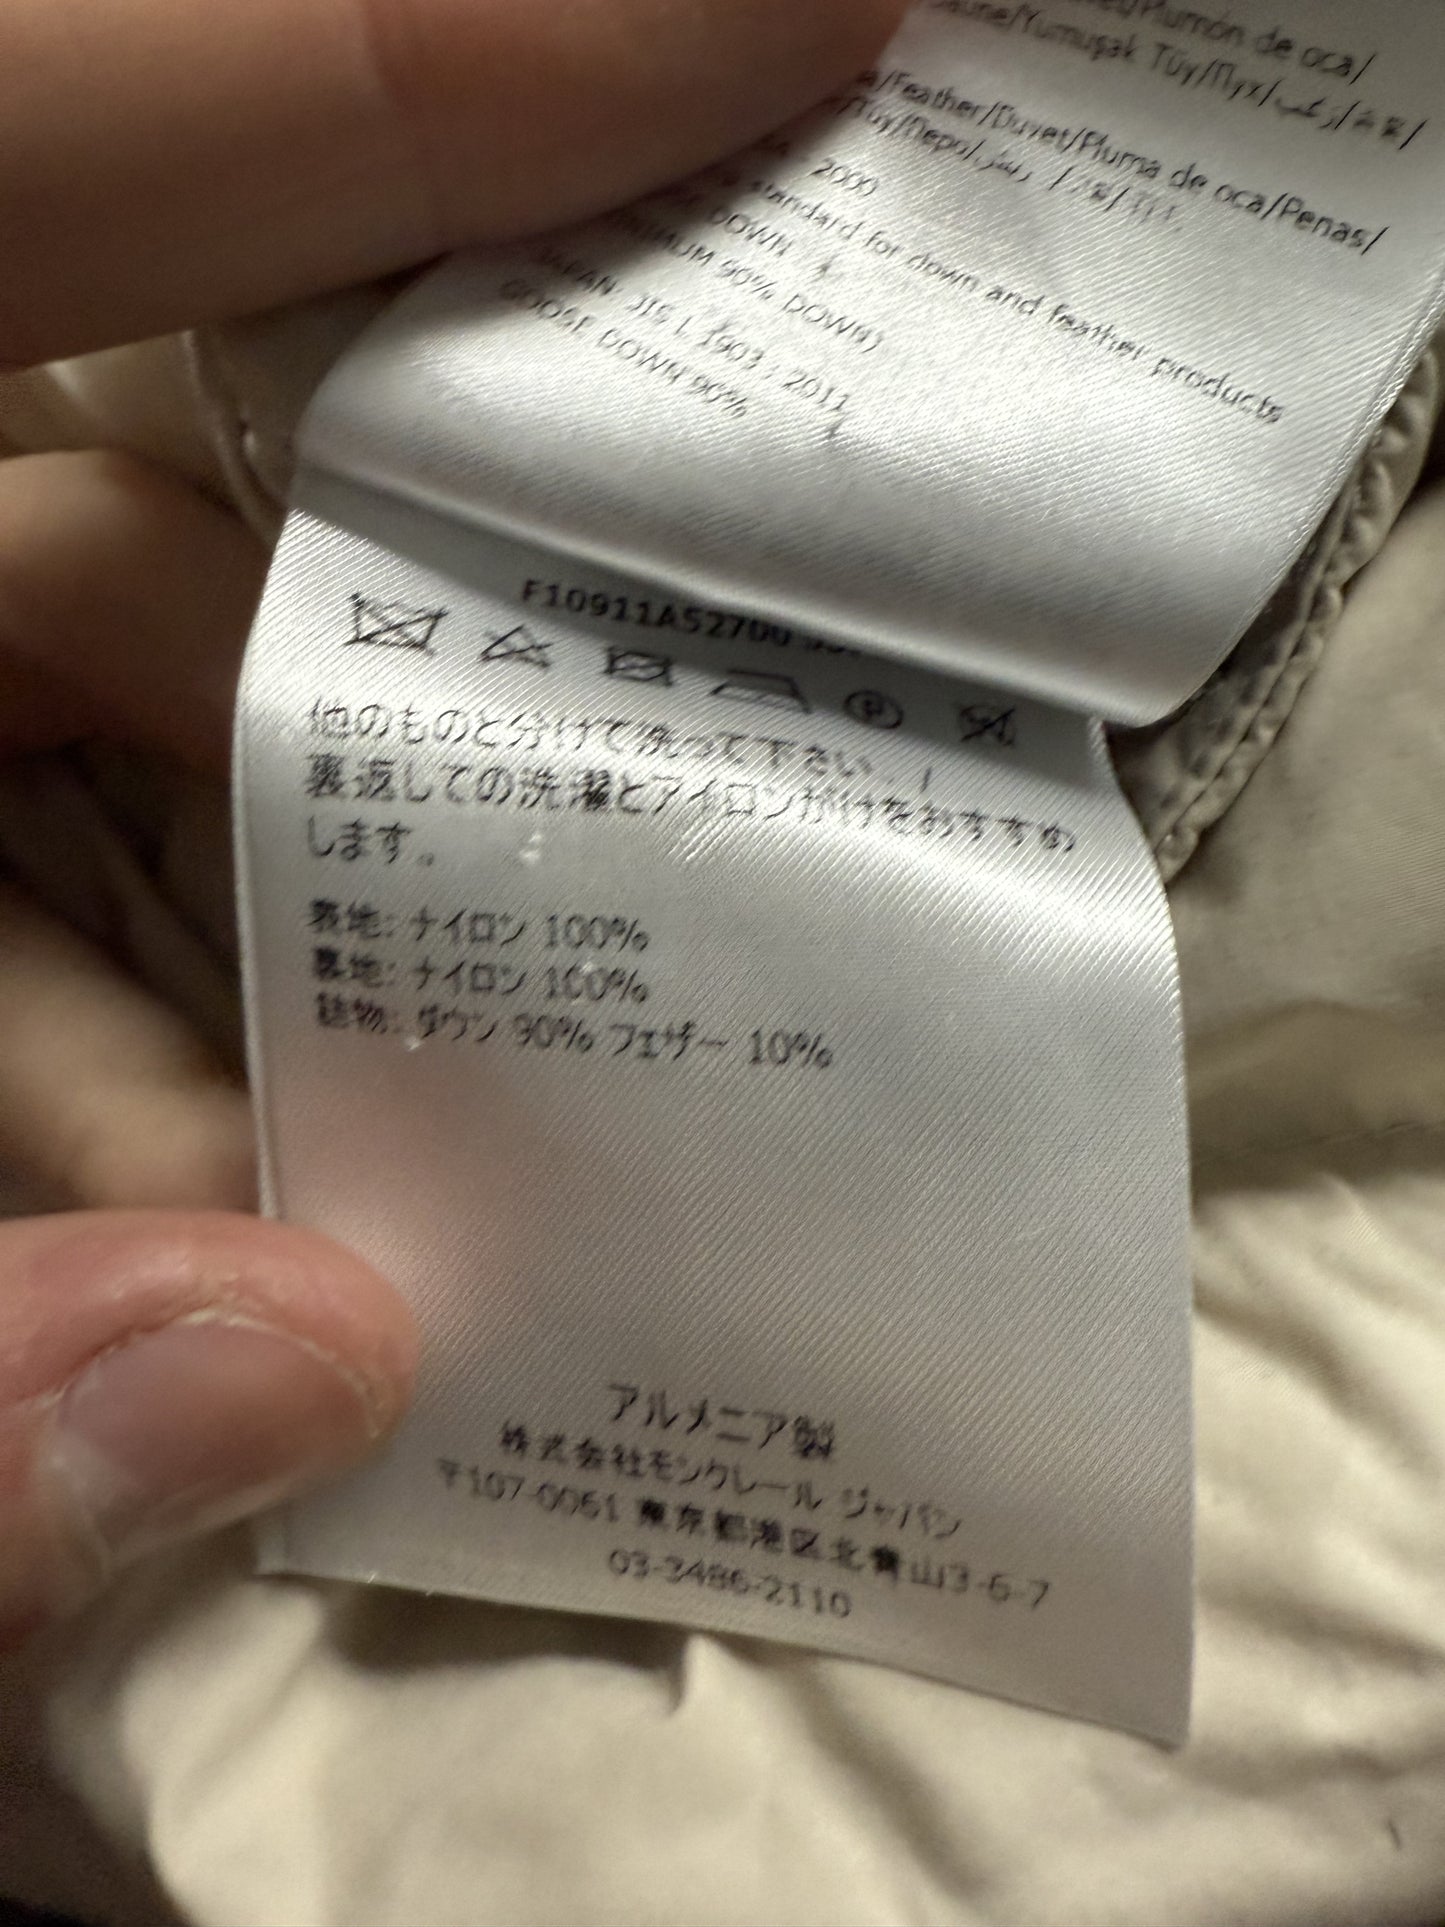 /Plumón de oca/
/Yumuşak Tüy/Пух/
/Feather/Duvet/Pluma de oca/Penas/
2000
standard for down and feather products
DOWN
90% DOWN)
JAPAN JIS L 1903 : 2011
GOOSE DOWN 90%
F10911A52700
P
他のものと分けて洗って下さい.
裏返しての洗濯とアイロンがけをおすすめ
します。
表地: ナイロン 100%
裏地: ナイロン 100%
詰物: ダウン 90% フェザー 10%
アルメニア製
株式会社モンクレール ジャパン
〒107-0061 東京都港区北青山3-6-7
03-3486-2110